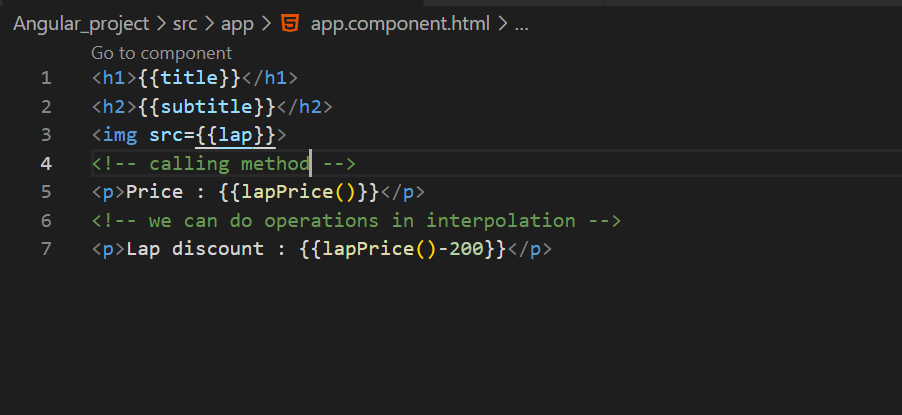 Angular_project > src > app > app.component.html > ...
Go to component
1 <h1>{{title}}</h1>
2 <h2>{{subtitle}}</h2>
3 <img src={{lap}}>
4 <!-- calling method -->
5 <p>Price : {{lapPrice()}}</p>
6 <!-- we can do operations in interpolation -->
7 <p>Lap discount : {{lapPrice()-200}}</p>